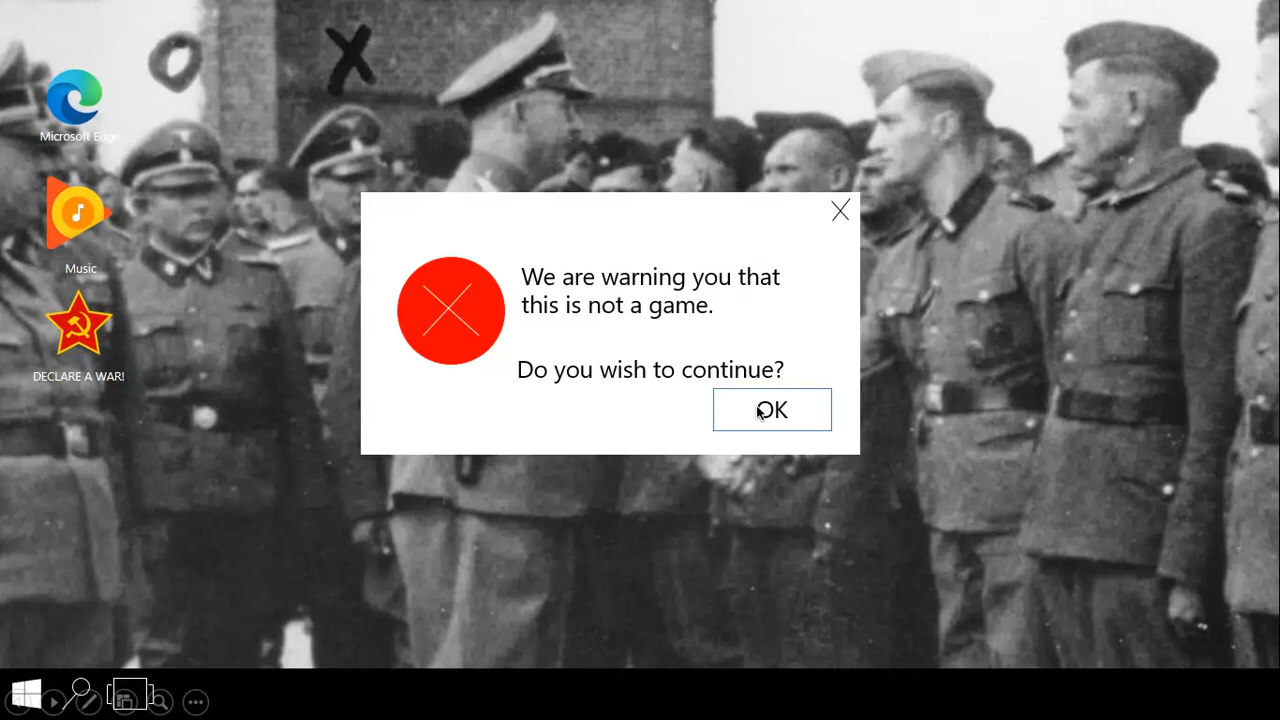 O X
Microsoft Edge
Music
DECLARE A WAR!
We are warning you that
this is not a game.
Do you wish to continue?
OK